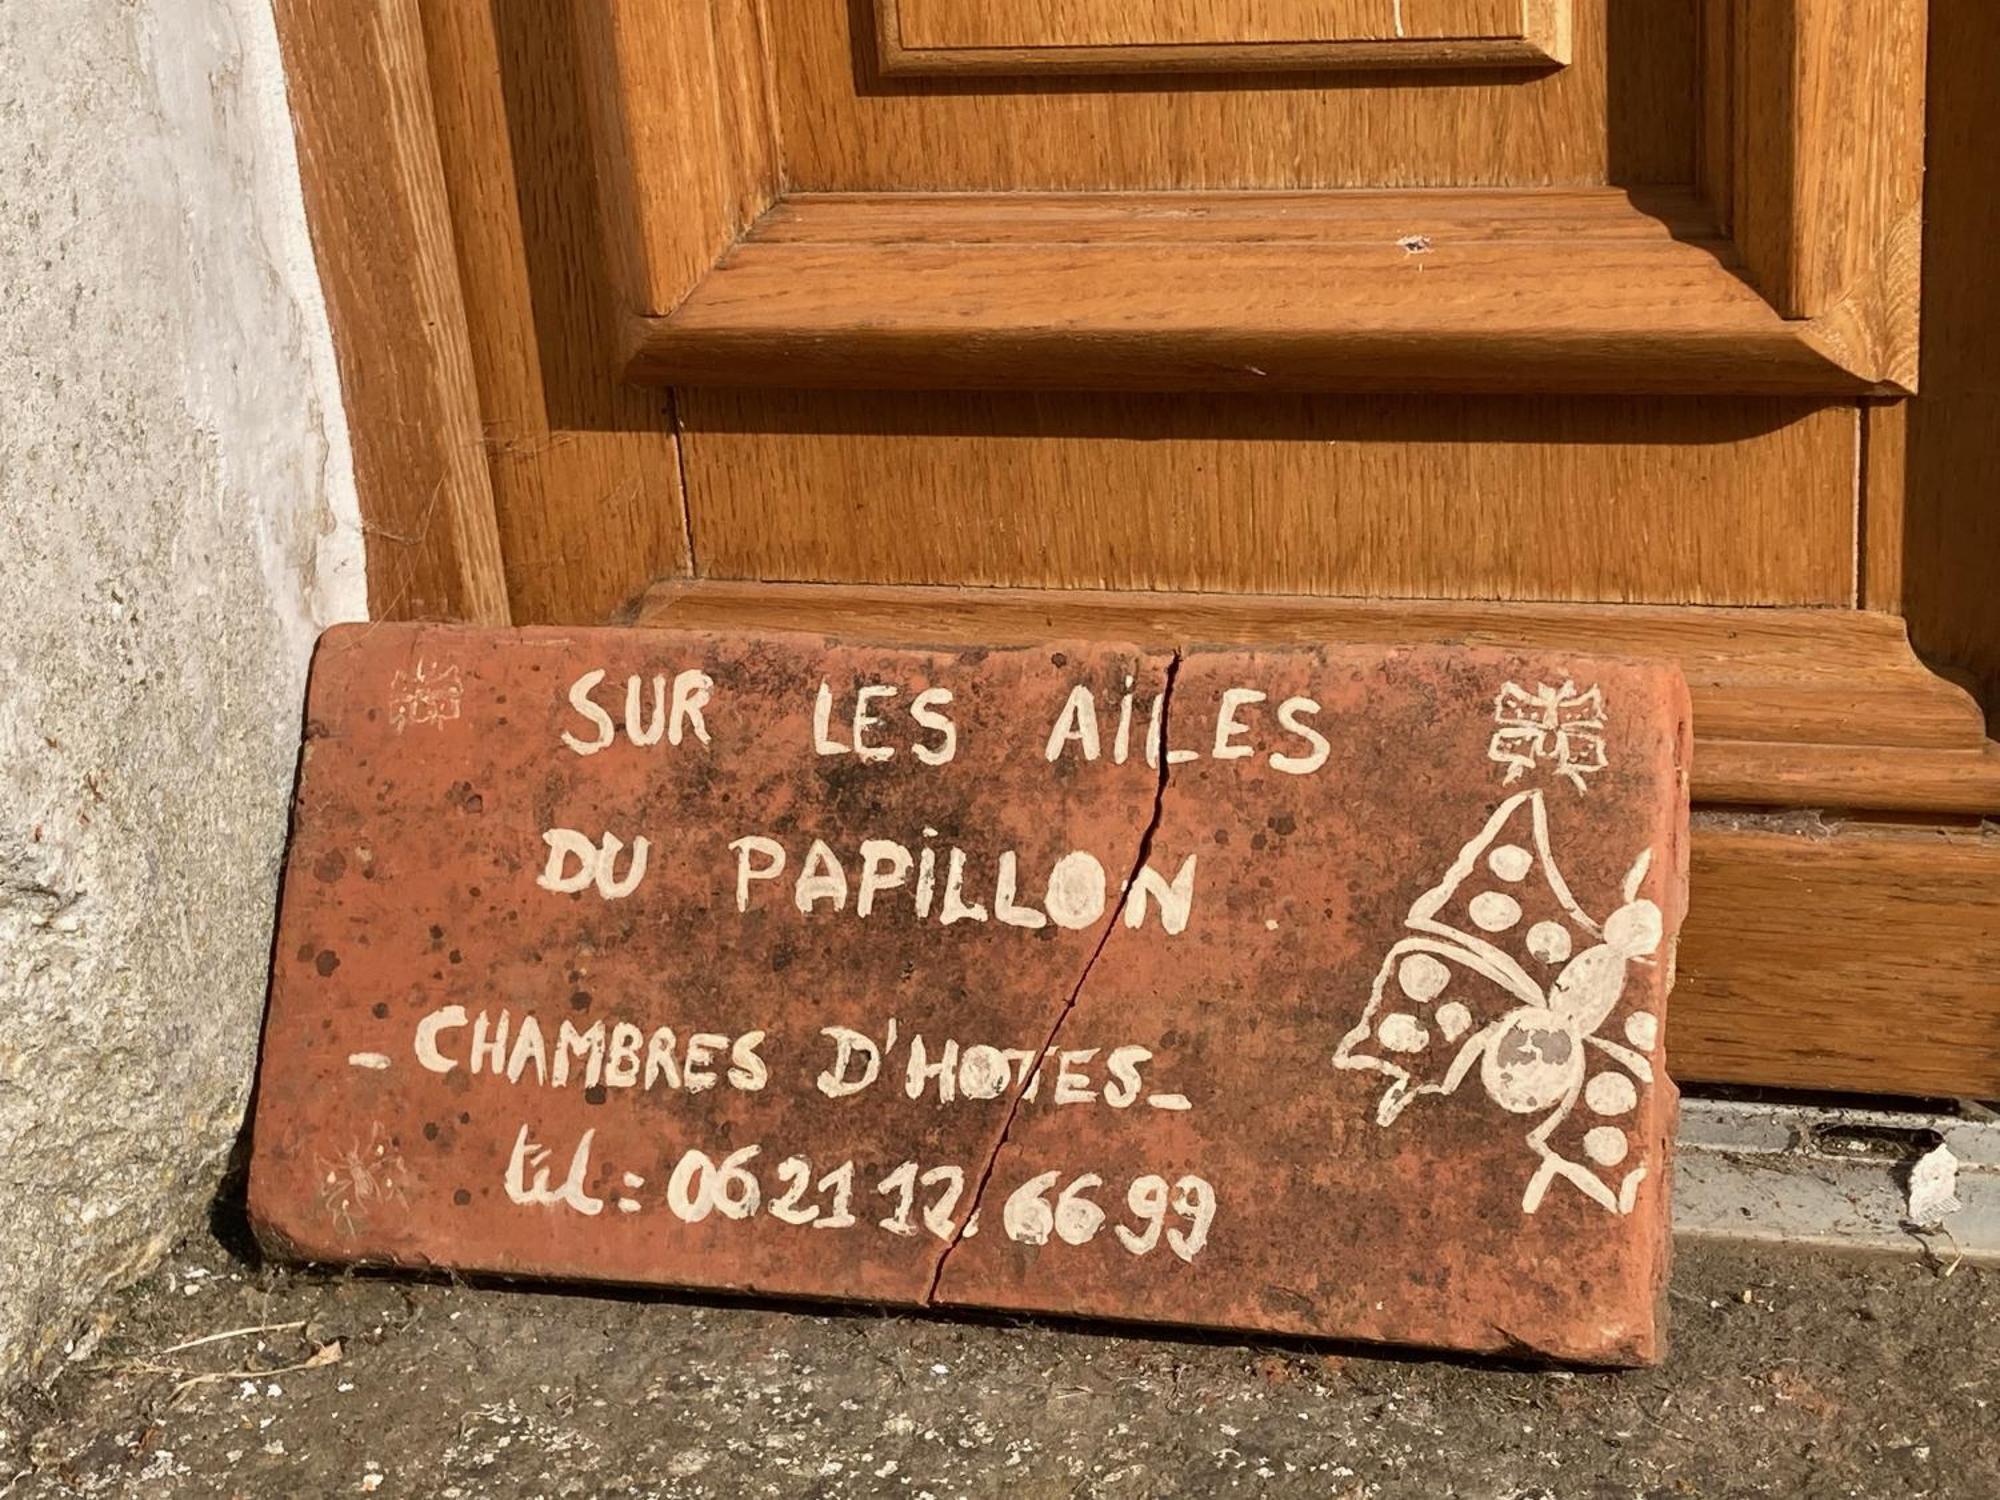 SUR LES AiLES
DU PAPiLLON
- CHAMBRES D'HOTES -
tél : 06 21 12. 66 99